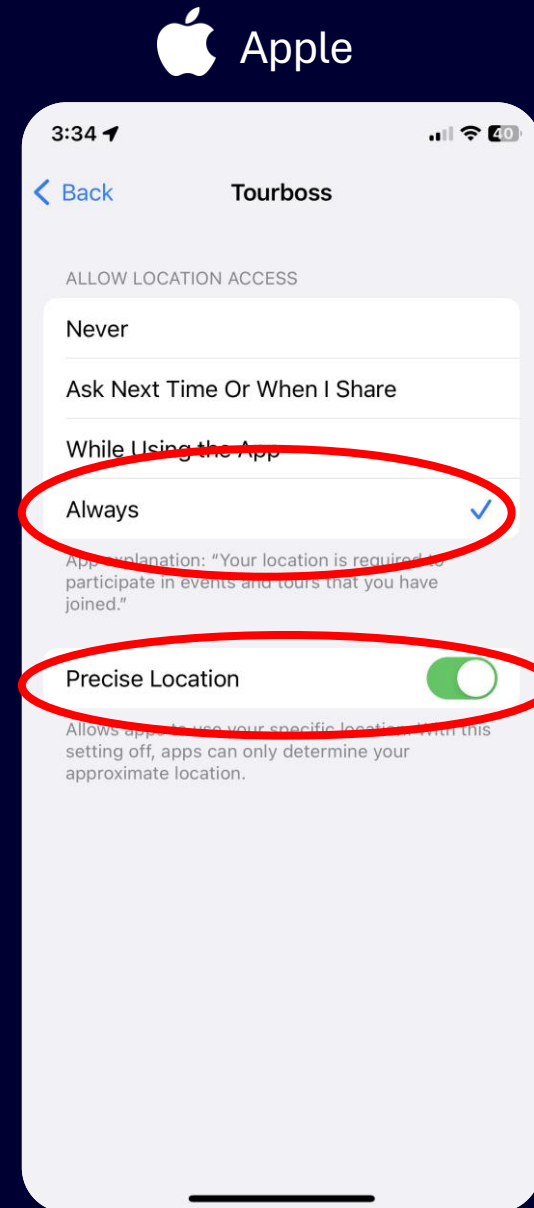 Apple
3:34
40
Back
Tourboss
ALLOW LOCATION ACCESS
Never
Ask Next Time Or When I Share
While Using the App
Always
App explanation: “Your location is required to
participate in events and tours that you have
joined.”
Precise Location
Allows apps to use your specific location. With this
setting off, apps can only determine your
approximate location.